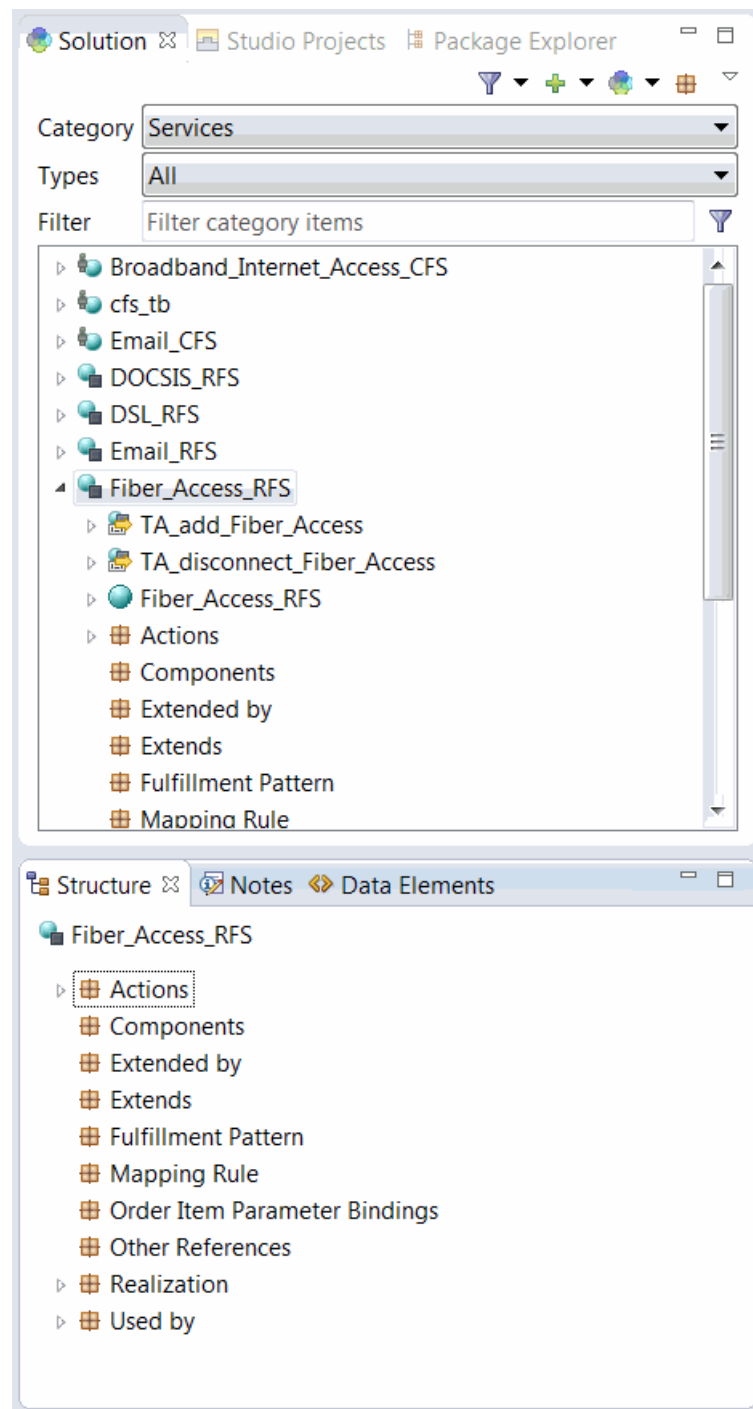 Solution Studio Projects Package Explorer
Category Services
Types All
Filter Filter category items
Broadband_Internet_Access_CFS
cfs_tb
Email_CFS
DOCSIS_RFS
DSL_RFS
Email_RFS
Fiber_Access_RFS
TA_add_Fiber_Access
TA_disconnect_Fiber_Access
Fiber_Access_RFS
Actions
Components
Extended by
Extends
Fulfillment Pattern
Mapping Rule
Structure Notes Data Elements
Fiber_Access_RFS
Actions
Components
Extended by
Extends
Fulfillment Pattern
Mapping Rule
Order Item Parameter Bindings
Other References
Realization
Used by